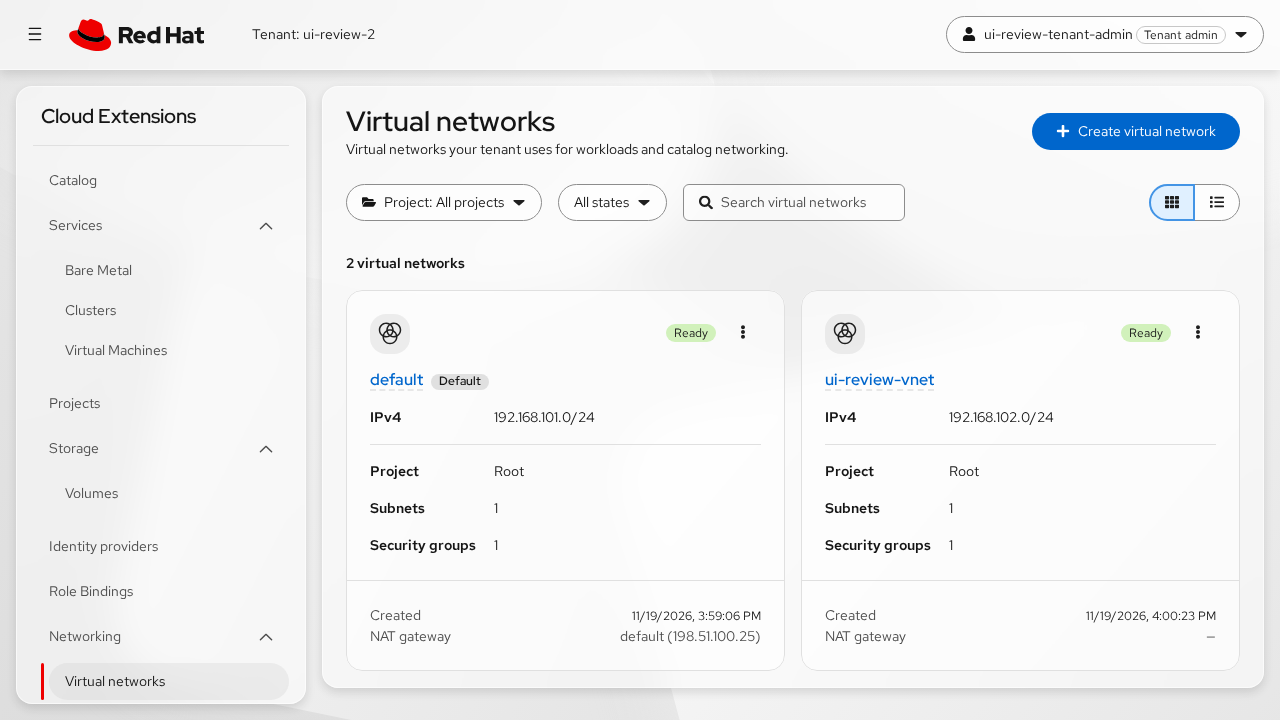 Red Hat
Tenant: ui-review-2
ui-review-tenant-admin Tenant admin
Cloud Extensions
Catalog
Services
Bare Metal
Clusters
Virtual Machines
Projects
Storage
Volumes
Identity providers
Role Bindings
Networking
Virtual networks
Virtual networks
Virtual networks your tenant uses for workloads and catalog networking.
Create virtual network
Project: All projects
All states
Search virtual networks
2 virtual networks
Ready
default Default
IPv4 192.168.101.0/24
Project Root
Subnets 1
Security groups 1
Created 11/19/2026, 3:59:06 PM
NAT gateway default (198.51.100.25)
Ready
ui-review-vnet
IPv4 192.168.102.0/24
Project Root
Subnets 1
Security groups 1
Created 11/19/2026, 4:00:23 PM
NAT gateway —